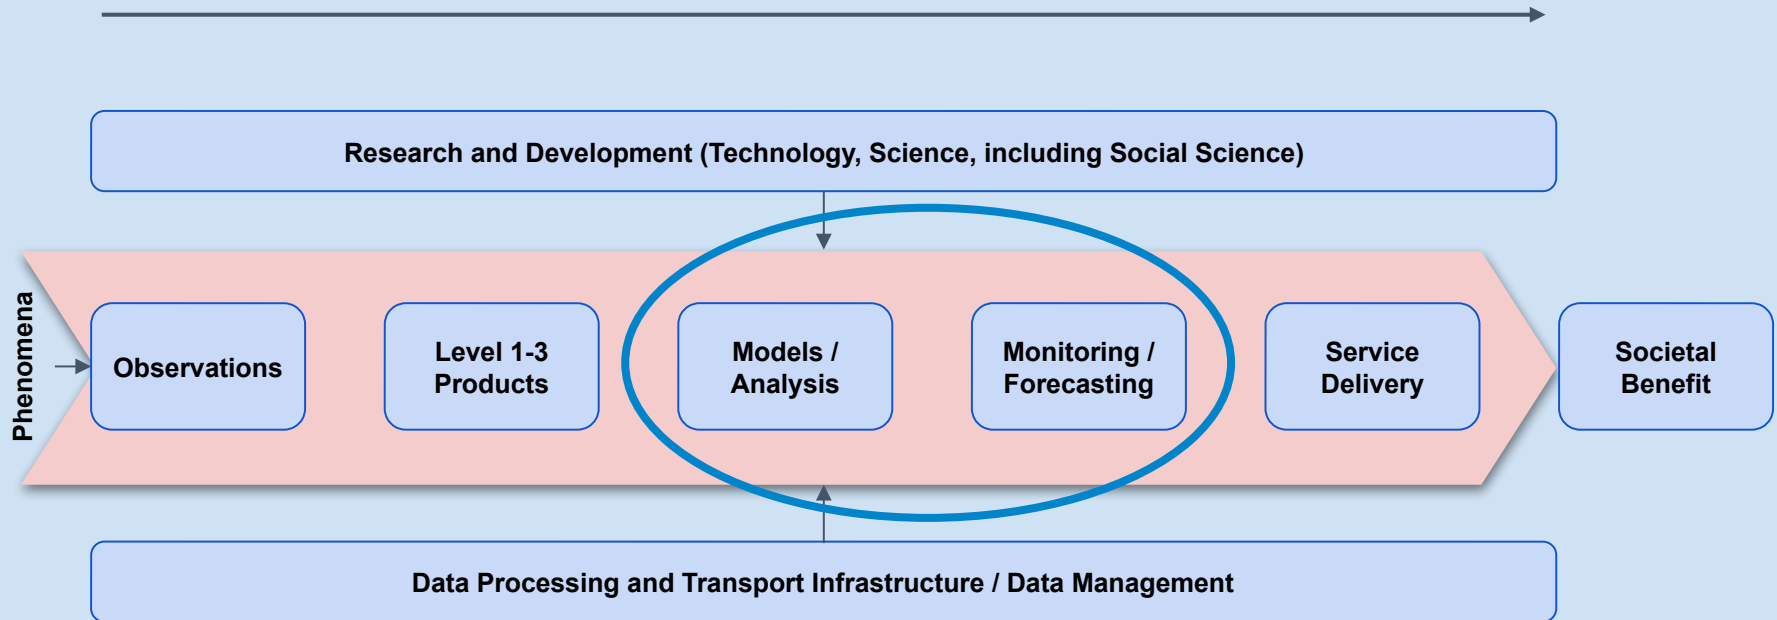 Research and Development (Technology, Science, including Social Science)
Phenomena
Observations
Level 1-3
Products
Models /
Analysis
Monitoring /
Forecasting
Service
Delivery
Societal
Benefit
Data Processing and Transport Infrastructure / Data Management